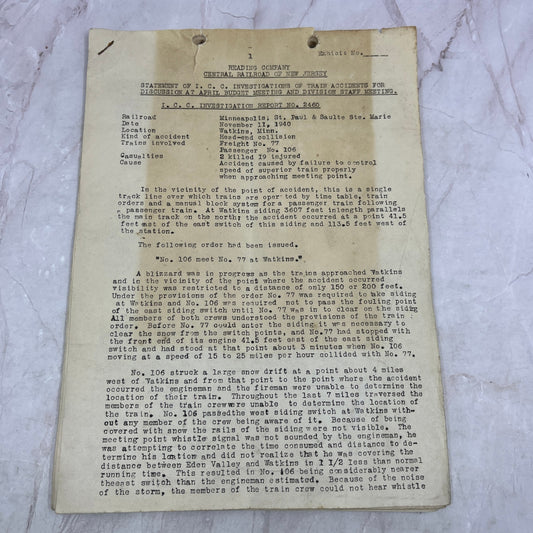 Exhibit No.____
1
READING COMPANY
CENTRAL RAILROAD OF NEW JERSEY
STATEMENT OF I. C. C. INVESTIGATIONS OF TRAIN ACCIDENTS FOR
DISCUSSION AT APRIL BUDGET MEETING AND DIVISION STAFF MEETING.
I. C. C. INVESTIGATION REPORT NO. 2460
Railroad Minneapolis; St. Paul & Saulte Ste. Marie
Date November 11, 1940
Location Watkins, Minn.
Kind of accident Head-end collision
Trains involved Freight No. 77
Passenger No. 106
Casualties 2 killed 19 injured
Cause Accident caused by failure to control
speed of superior train properly
when approaching meeting point.
In the vicinity of the point of accident, this is a single
track line over which trains are operted by time table, train
orders and a manual block system for a passenger train following
a passenger train. At Watkins siding 3607 feet inlength parallels
the main track on the north; the accident occurred at a point 41.5
feet east of the east switch of this siding and 113.5 feet west of
the station.
The following order had been issued.
"No. 106 meet No. 77 at Watkins."
A blizzard was in progress as the trains approached Watkins
and in the vicinity of the point where the accident occurred
visibility was restricted to a distance of only 150 or 200 feet.
Under the provisions of the order No. 77 was required to take siding
at Watkins and No. 106 was required not to pass the fouling point
of the east siding switch until No. 77 was in to clear on the siding
All members of both crews understood the provisions of the train
order. Before No. 77 could enter the siding it was necessary to
clear the snow from the switch points, and No.77 had stopped with
the front end of its engine 41.5 feet east of the east siding
switch and had stood at that point about 3 minutes when No. 106
moving at a speed of 15 to 25 miles per hour collided with No. 77.
No. 106 struck a large snow drift at a point about 4 miles
west of Watkins and from that point to the point where the accident
occurred the engineman and the fireman were unable to determine the
location of their train. Throughout the last 7 miles traversed the
members of the train crew were unable to determine the location of
the train. No. 106 passedthe west siding switch at Watkins with-
out any member of the crew being aware of it. Because of being
covered with snow the rails of the siding were not visible. The
meeting point whistle signal was not sounded by the engineman, he
was attempting to correlate the time consumed and distance to de-
termine his location and did not realize that he was covering the
distance between Eden Valley and Watkins in 1 1/2 less than normal
running time. This resulted in No. 106 being considerably nearer
theeast switch than the engineman estimated. Because of the noise
of the storm, the members of the train crew could not hear whistle